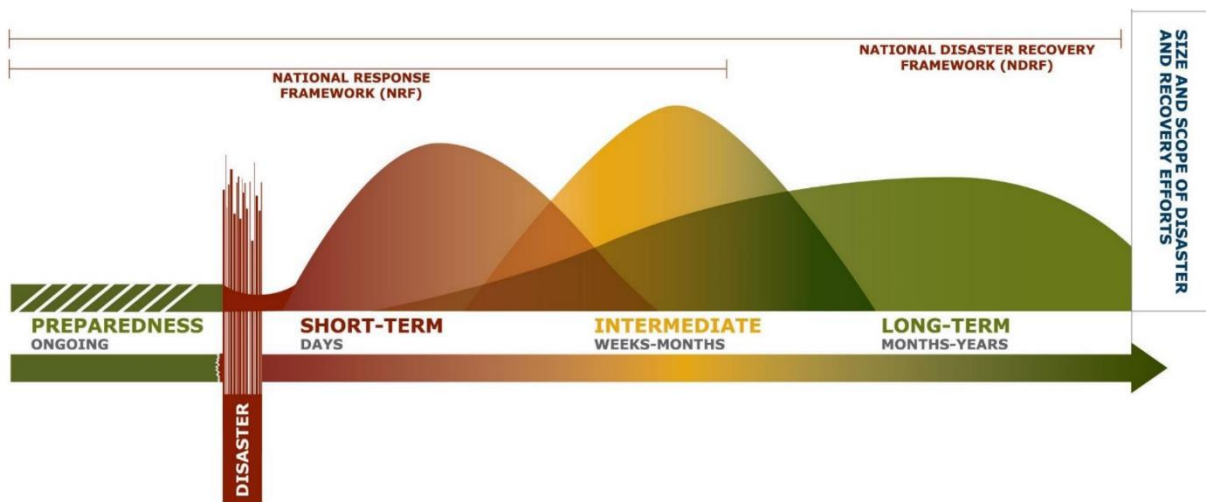 NATIONAL DISASTER RECOVERY
FRAMEWORK (NDRF)
NATIONAL RESPONSE
FRAMEWORK (NRF)
SIZE AND SCOPE OF DISASTER
AND RECOVERY EFFORTS
PREPAREDNESS
ONGOING
SHORT-TERM
DAYS
INTERMEDIATE
WEEKS-MONTHS
LONG-TERM
MONTHS-YEARS
DISASTER